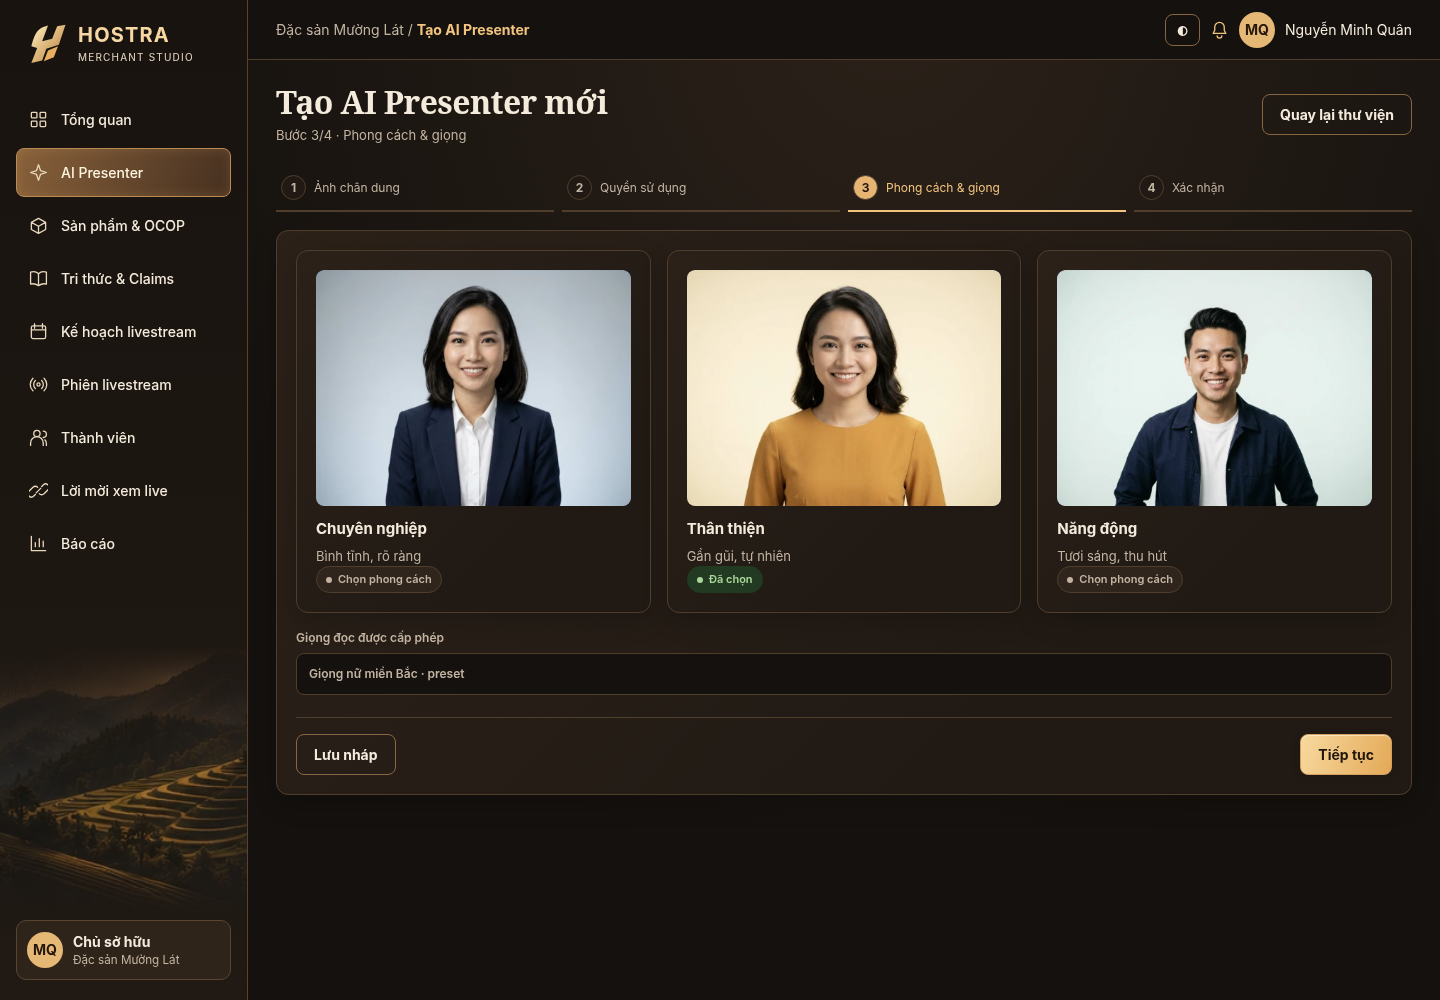 HOSTRA
MERCHANT STUDIO
Tổng quan
AI Presenter
Sản phẩm & OCOP
Tri thức & Claims
Kế hoạch livestream
Phiên livestream
Thành viên
Lời mời xem live
Báo cáo
MQ
Chủ sở hữu
Đặc sản Mường Lát
Đặc sản Mường Lát / Tạo AI Presenter
MQ Nguyễn Minh Quân
Tạo AI Presenter mới
Bước 3/4 · Phong cách & giọng
Quay lại thư viện
1 Ảnh chân dung
2 Quyền sử dụng
3 Phong cách & giọng
4 Xác nhận
Chuyên nghiệp
Bình tĩnh, rõ ràng
Chọn phong cách
Thân thiện
Gần gũi, tự nhiên
Đã chọn
Năng động
Tươi sáng, thu hút
Chọn phong cách
Giọng đọc được cấp phép
Giọng nữ miền Bắc · preset
Lưu nháp
Tiếp tục